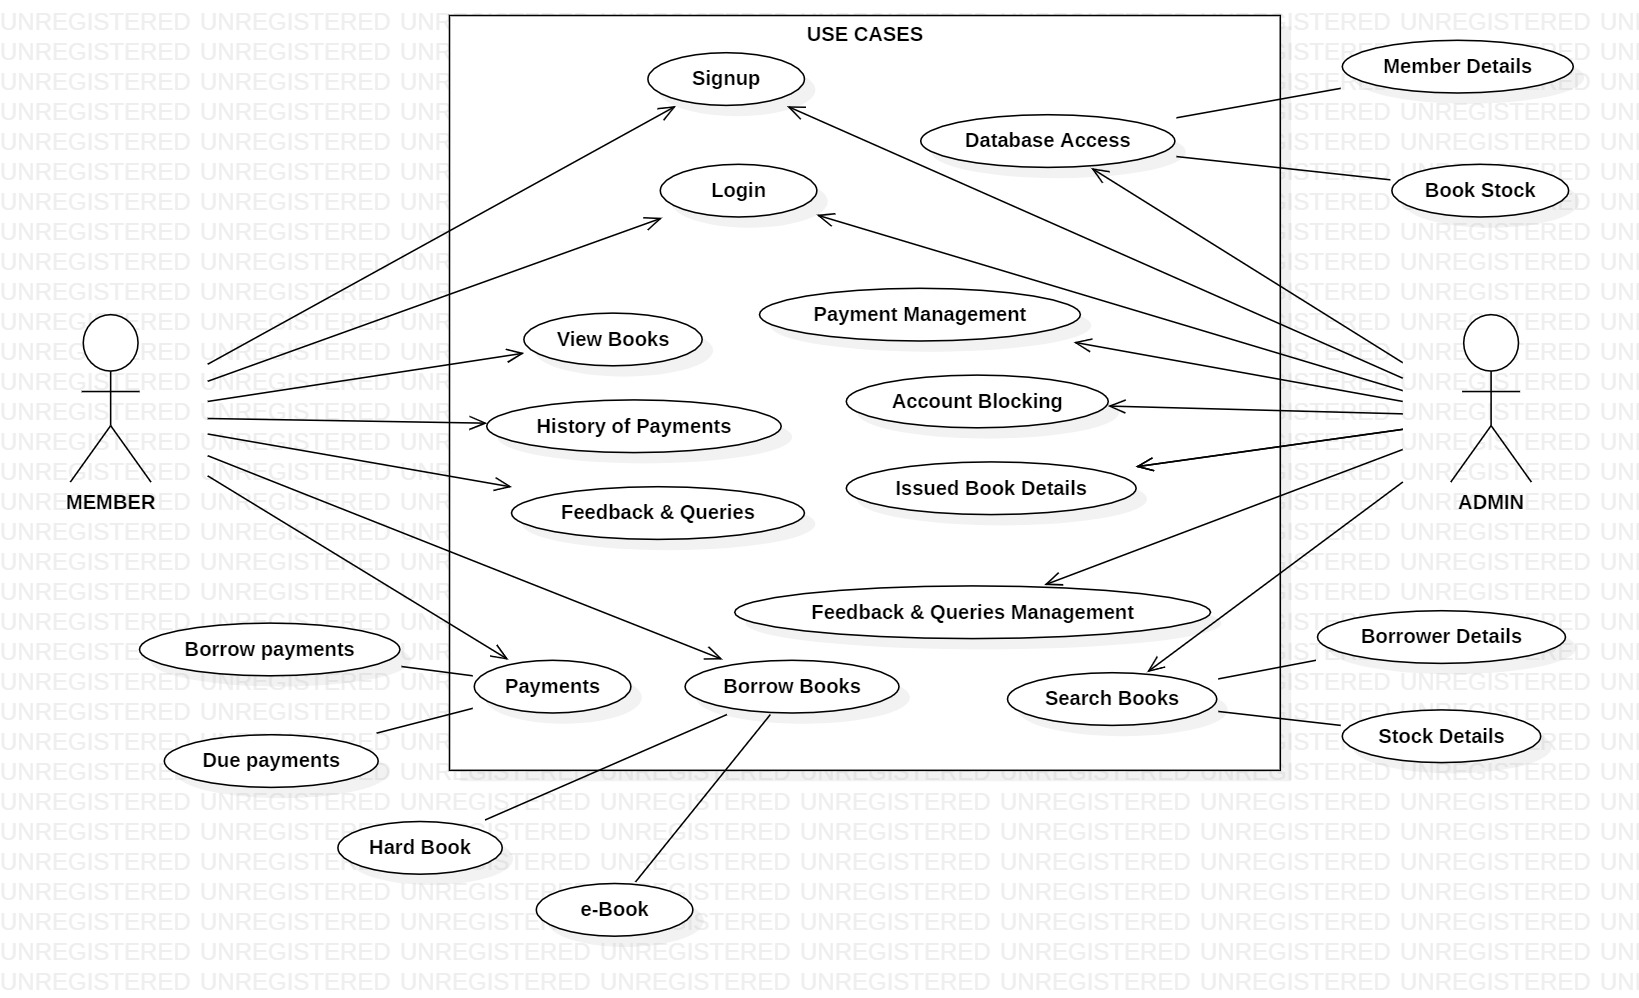 USE CASES
Signup
Member Details
Database Access
Login
Book Stock
Payment Management
View Books
Account Blocking
History of Payments
Issued Book Details
MEMBER
ADMIN
Feedback & Queries
Feedback & Queries Management
Borrower Details
Borrow payments
Payments
Borrow Books
Search Books
Stock Details
Due payments
Hard Book
e-Book
UNREGISTERED